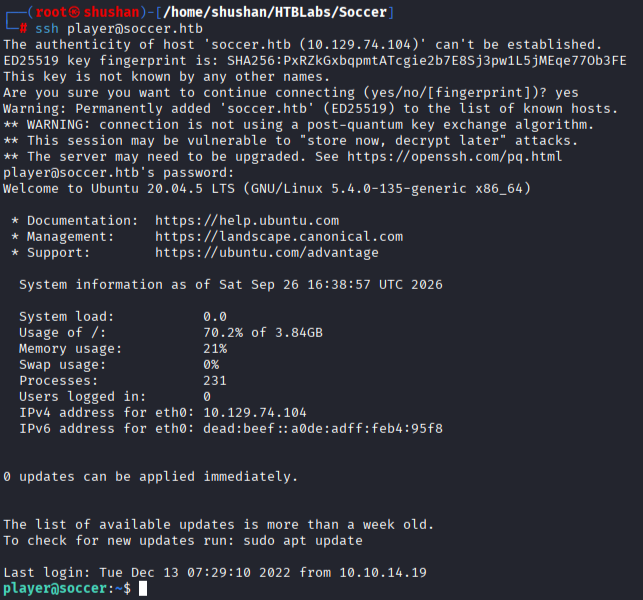 ┌──(root㉿shushan)-[/home/shushan/HTBLabs/Soccer]
└─# ssh player@soccer.htb
The authenticity of host 'soccer.htb (10.129.74.104)' can't be established.
ED25519 key fingerprint is: SHA256:PxRZkGxbqpmtATcgie2b7E8Sj3pw1L5jMEqe77Ob3FE
This key is not known by any other names.
Are you sure you want to continue connecting (yes/no/[fingerprint])? yes
Warning: Permanently added 'soccer.htb' (ED25519) to the list of known hosts.
** WARNING: connection is not using a post-quantum key exchange algorithm.
** This session may be vulnerable to "store now, decrypt later" attacks.
** The server may need to be upgraded. See https://openssh.com/pq.html
player@soccer.htb's password:
Welcome to Ubuntu 20.04.5 LTS (GNU/Linux 5.4.0-135-generic x86_64)
* Documentation:  https://help.ubuntu.com
* Management:     https://landscape.canonical.com
* Support:        https://ubuntu.com/advantage
System information as of Sat Sep 26 16:38:57 UTC 2026
System load:           0.0
Usage of /:            70.2% of 3.84GB
Memory usage:          21%
Swap usage:            0%
Processes:             231
Users logged in:       0
IPv4 address for eth0: 10.129.74.104
IPv6 address for eth0: dead:beef::a0de:adff:feb4:95f8
0 updates can be applied immediately.
The list of available updates is more than a week old.
To check for new updates run: sudo apt update
Last login: Tue Dec 13 07:29:10 2022 from 10.10.14.19
player@soccer:~$